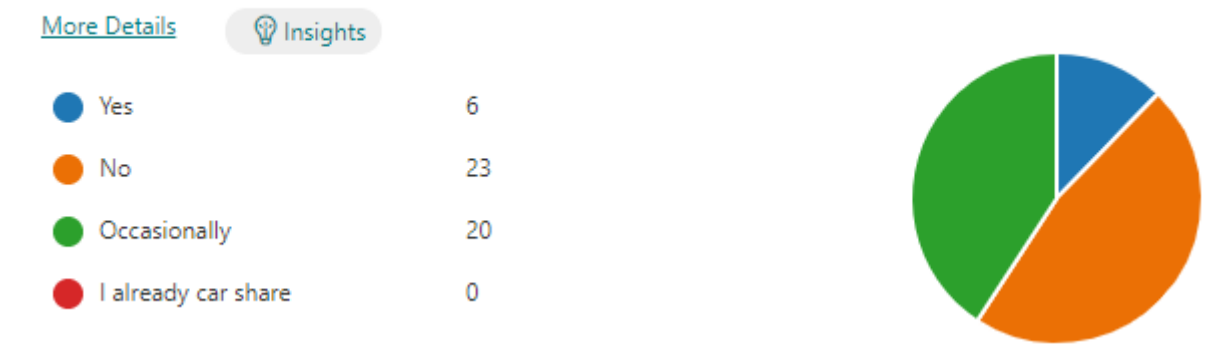 More Details Insights
Yes 6
No 23
Occasionally 20
I already car share 0